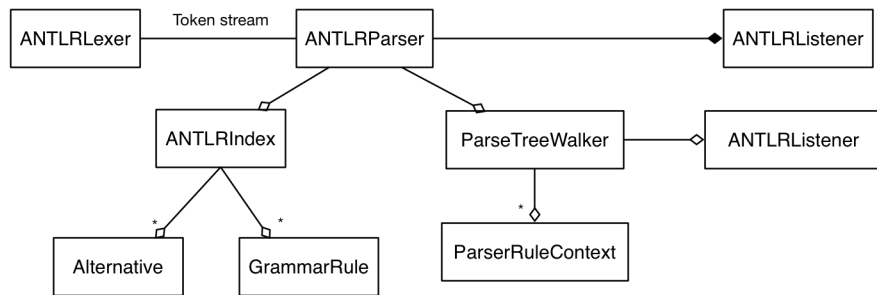 Token stream
ANTLRLexer
ANTLRParser
ANTLRListener
ANTLRIndex
ParseTreeWalker
ANTLRListener
*
*
*
Alternative
GrammarRule
ParserRuleContext